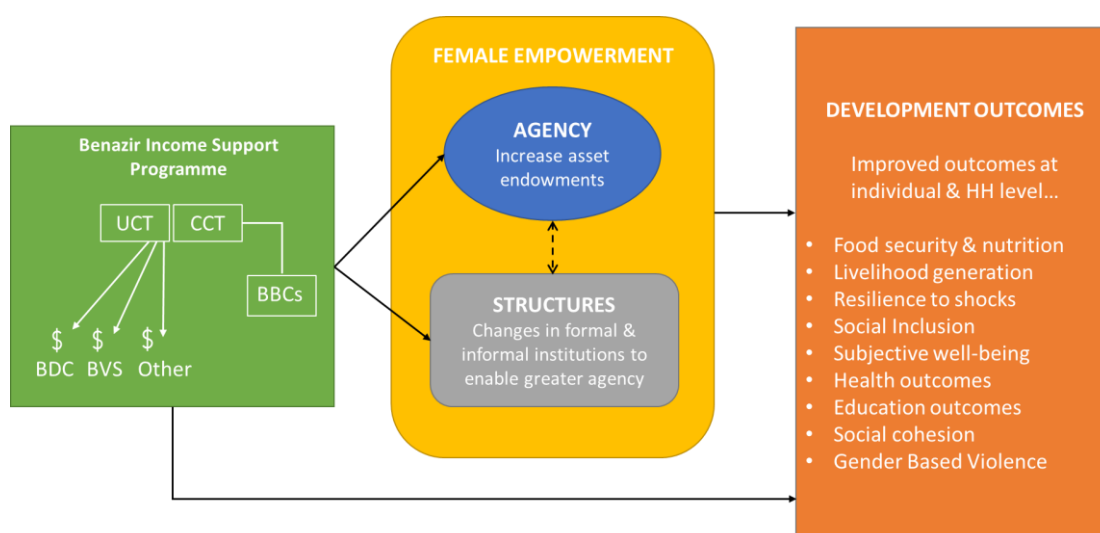 Benazir Income Support
Programme
UCT
CCT
BBCs
$ $ $
BDC BVS Other
FEMALE EMPOWERMENT
AGENCY
Increase asset
endowments
STRUCTURES
Changes in formal &
informal institutions to
enable greater agency
DEVELOPMENT OUTCOMES
Improved outcomes at
individual & HH level…
• Food security & nutrition
• Livelihood generation
• Resilience to shocks
• Social Inclusion
• Subjective well-being
• Health outcomes
• Education outcomes
• Social cohesion
• Gender Based Violence